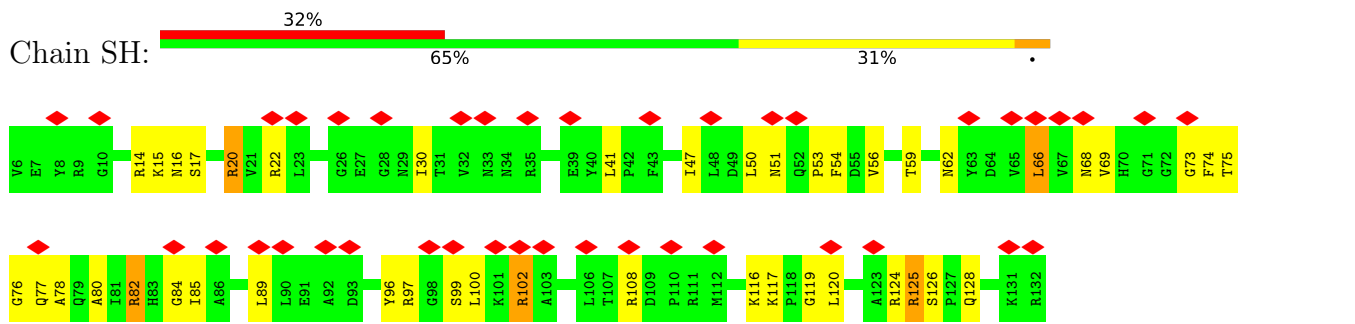 32%
Chain SH:
65% 31% •
V6 E7 Y8 R9 G10 R14 K15 N16 S17 R20 V21 R22 L23 G26 E27 G28 N29 I30 T31 V32 N33 N34 R35 E39 Y40 L41 P42 F43 I47 L48 D49 L50 N51 Q52 P53 F54 D55 V56 T59 N62 Y63 D64 V65 L66 V67 N68 V69 H70 G71 G72 G73 F74 T75
G76 Q77 A78 Q79 A80 I81 R82 H83 G84 I85 A86 L89 L90 E91 A92 D93 Y96 R97 G98 S99 L100 K101 R102 A103 L106 T107 R108 D109 P110 R111 M112 K116 K117 P118 G119 L120 A123 R124 R125 S126 P127 Q128 K131 R132